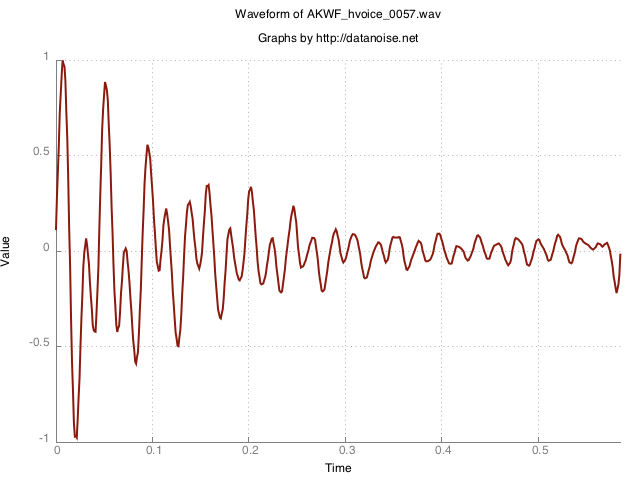 Waveform of AKWF_hvoice_0057.wav
Graphs by http://datanoise.net
1
0.5
0
-0.5
-1
Value
0 0.1 0.2 0.3 0.4 0.5
Time